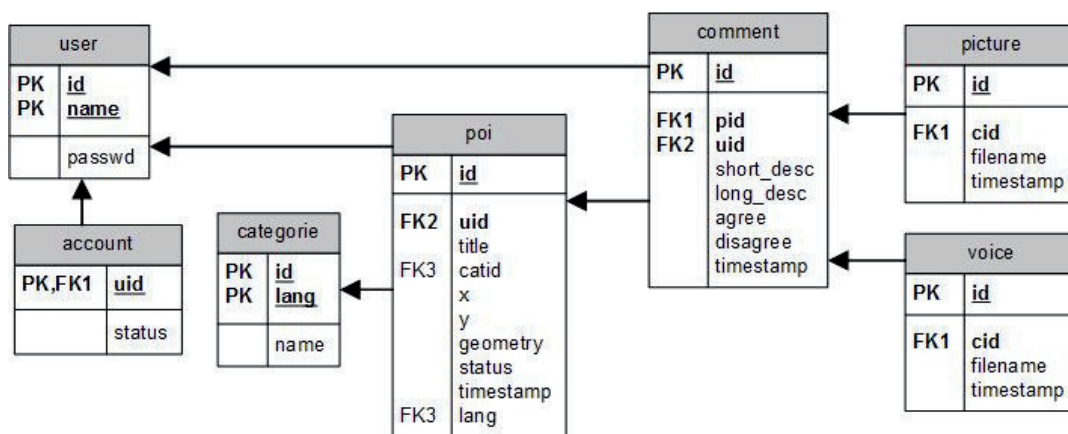 user
PK id
PK name
passwd
account
PK,FK1 uid
status
categorie
PK id
PK lang
name
poi
PK id
FK2 uid
title
FK3 catid
x
y
geometry
status
timestamp
FK3 lang
comment
PK id
FK1 pid
FK2 uid
short_desc
long_desc
agree
disagree
timestamp
picture
PK id
FK1 cid
filename
timestamp
voice
PK id
FK1 cid
filename
timestamp